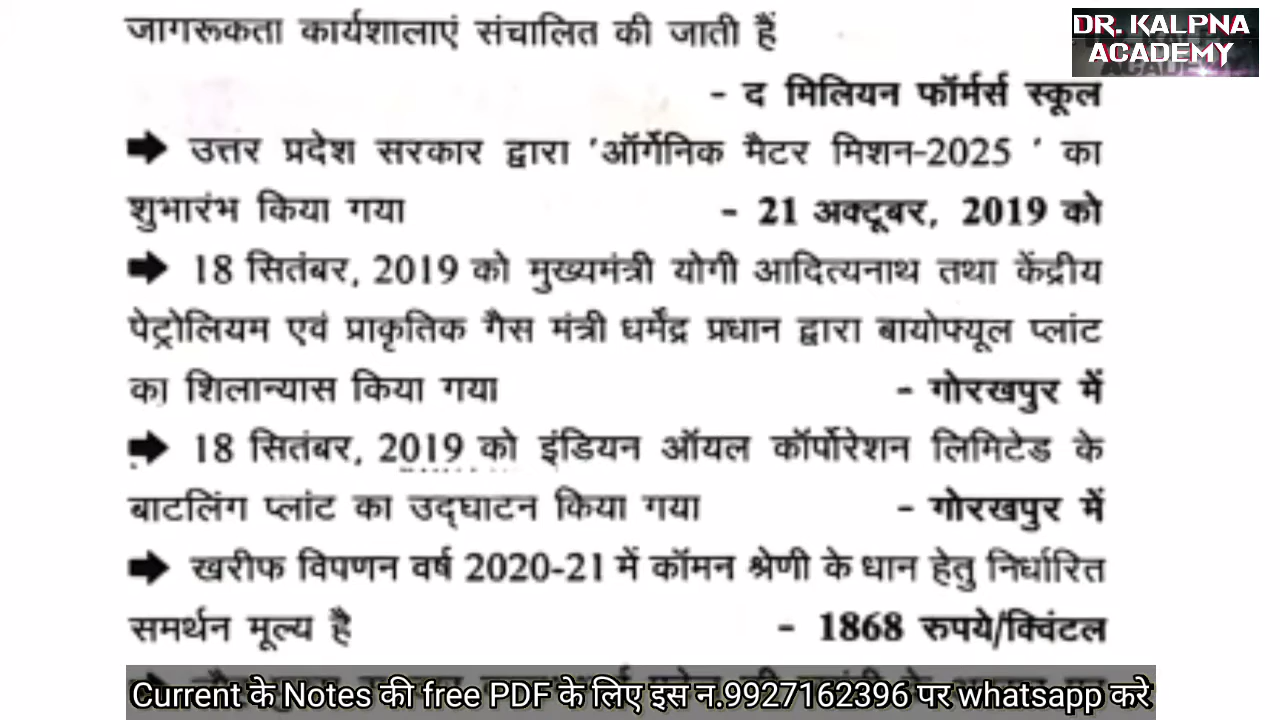 जागरूकता कार्यशालाएं संचालित की जाती हैं
DR. KALPNA
ACADEMY
- द मिलियन फॉर्मर्स स्कूल
➡ उत्तर प्रदेश सरकार द्वारा 'ऑर्गेनिक मैटर मिशन-2025 ' का
शुभारंभ किया गया - 21 अक्टूबर, 2019 को
➡ 18 सितंबर, 2019 को मुख्यमंत्री योगी आदित्यनाथ तथा केंद्रीय
पेट्रोलियम एवं प्राकृतिक गैस मंत्री धर्मेंद्र प्रधान द्वारा बायोफ्यूल प्लांट
का शिलान्यास किया गया - गोरखपुर में
➡ 18 सितंबर, 2019 को इंडियन ऑयल कॉर्पोरेशन लिमिटेड के
बाटलिंग प्लांट का उद्घाटन किया गया - गोरखपुर में
➡ खरीफ विपणन वर्ष 2020-21 में कॉमन श्रेणी के धान हेतु निर्धारित
समर्थन मूल्य है - 1868 रुपये/क्विंटल
Current के Notes की free PDF के लिए इस न.9927162396 पर whatsapp करे